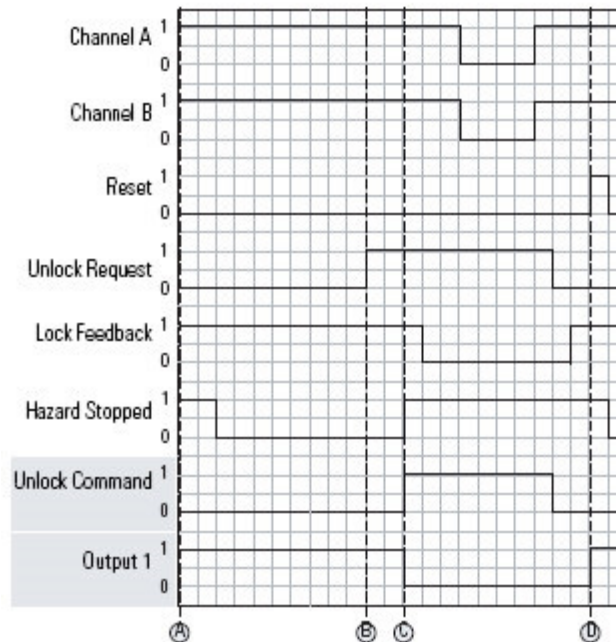 Channel A 1
0
Channel B 1
0
Reset 1
0
Unlock Request 1
0
Lock Feedback 1
0
Hazard Stopped 1
0
Unlock Command 1
0
Output 1 1
0
A B C D